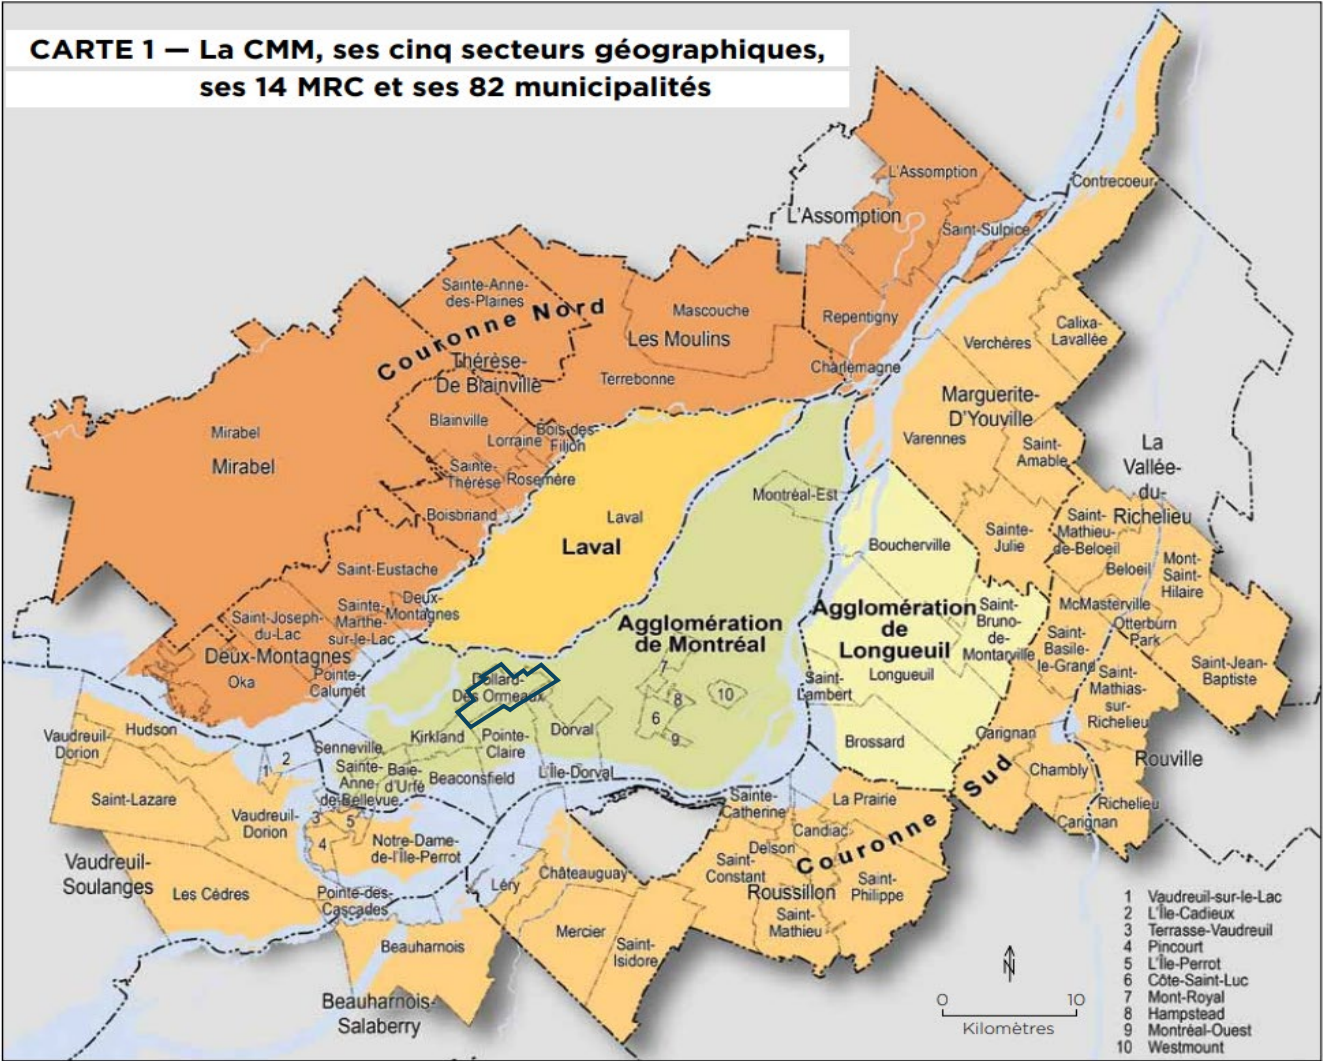 CARTE 1 — La CMM, ses cinq secteurs géographiques,
ses 14 MRC et ses 82 municipalités
L'Assomption
Contrecoeur
L'Assomption
Saint-Sulpice
Sainte-Anne-
des-Plaines
Couronne Nord
Mascouche
Les Moulins
Repentigny
Calixa-
Lavallée
Verchères
Thérèse-
De Blainville
Terrebonne
Charlemagne
Marguerite-
D'Youville
Mirabel
Mirabel
Blainville
Lorraine
Bois-des-
Filion
Varennes
Saint-
Amable
La
Vallée-
du-
Richelieu
Sainte-
Thérèse
Rosemère
Montréal-Est
Boisbriand
Laval
Laval
Boucherville
Sainte-
Julie
Saint-
Mathieu-
de-Beloeil
Beloeil
Mont-
Saint-
Hilaire
Saint-Eustache
Deux-
Montagnes
Sainte-
Marthe-
sur-le-Lac
Saint-Joseph-
du-Lac
Deux-Montagnes
Oka
Pointe-
Calumet
Agglomération
de Montréal
Agglomération
de
Longueuil
Longueuil
Saint-
Bruno-
de-
Montarville
McMasterville
Otterburn
Park
Saint-
Basile-
le-Grand
Saint-Jean-
Baptiste
Saint-
Mathias-
sur-
Richelieu
Saint-
Lambert
Dollard-
Des Ormeaux
7
8
10
6
9
Vaudreuil-
Dorion
Hudson
Senneville
Kirkland
Pointe-
Claire
Dorval
Brossard
Carignan
Rouville
1
2
Sainte-
Anne-
de-Bellevue
Baie-
d'Urfé
Beaconsfield
L'Île-Dorval
Chambly
Saint-Lazare
Vaudreuil-
Dorion
3
5
4
Notre-Dame-
de-l'Île-Perrot
Sainte-
Catherine
La Prairie
Couronne Sud
Richelieu
Carignan
Candiac
Delson
Vaudreuil-
Soulanges
Les Cèdres
Pointe-des-
Cascades
Léry
Châteauguay
Saint-
Constant
Roussillon
Saint-
Philippe
Saint-
Mathieu
Mercier
Saint-
Isidore
Beauharnois
Beauharnois-
Salaberry
N
0 10
Kilomètres
1 Vaudreuil-sur-le-Lac
2 L'Île-Cadieux
3 Terrasse-Vaudreuil
4 Pincourt
5 L'Île-Perrot
6 Côte-Saint-Luc
7 Mont-Royal
8 Hampstead
9 Montréal-Ouest
10 Westmount